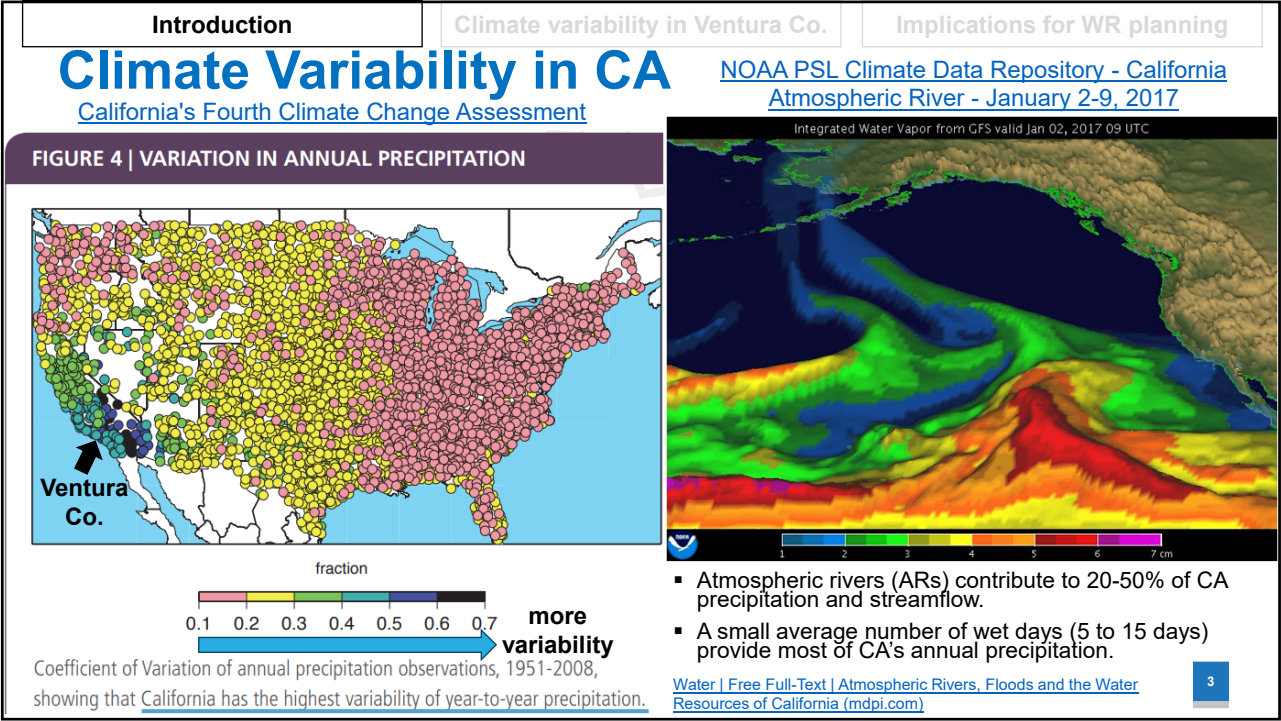 Introduction
Climate variability in Ventura Co.
Implications for WR planning
Climate Variability in CA
California's Fourth Climate Change Assessment
NOAA PSL Climate Data Repository - California
Atmospheric River - January 2-9, 2017
FIGURE 4 | VARIATION IN ANNUAL PRECIPITATION
Ventura
Co.
fraction
0.1 0.2 0.3 0.4 0.5 0.6 0.7
more
variability
Coefficient of Variation of annual precipitation observations, 1951-2008,
showing that California has the highest variability of year-to-year precipitation.
Integrated Water Vapor from GFS valid Jan 02, 2017 09 UTC
noaa
1 2 3 4 5 6 7 cm
▪ Atmospheric rivers (ARs) contribute to 20-50% of CA
precipitation and streamflow.
▪ A small average number of wet days (5 to 15 days)
provide most of CA’s annual precipitation.
Water | Free Full-Text | Atmospheric Rivers, Floods and the Water
Resources of California (mdpi.com)
3